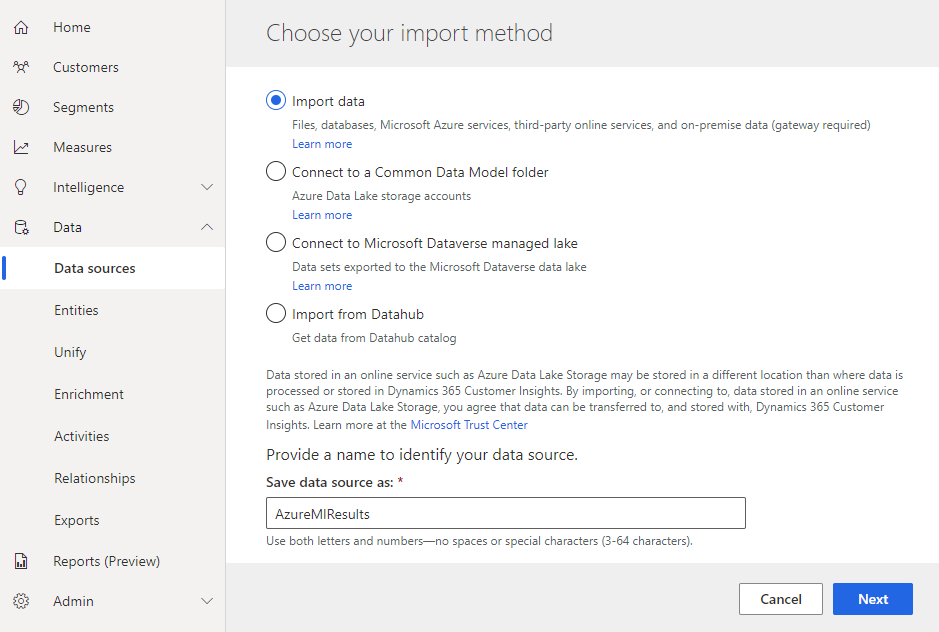 Home
Customers
Segments
Measures
Intelligence
Data
Data sources
Entities
Unify
Enrichment
Activities
Relationships
Exports
Reports (Preview)
Admin
Choose your import method
Import data
Files, databases, Microsoft Azure services, third-party online services, and on-premise data (gateway required)
Learn more
Connect to a Common Data Model folder
Azure Data Lake storage accounts
Learn more
Connect to Microsoft Dataverse managed lake
Data sets exported to the Microsoft Dataverse data lake
Learn more
Import from Datahub
Get data from Datahub catalog
Data stored in an online service such as Azure Data Lake Storage may be stored in a different location than where data is
processed or stored in Dynamics 365 Customer Insights. By importing, or connecting to, data stored in an online service
such as Azure Data Lake Storage, you agree that data can be transferred to, and stored with, Dynamics 365 Customer
Insights. Learn more at the Microsoft Trust Center
Provide a name to identify your data source.
Save data source as: *
AzureMIResults
Use both letters and numbers—no spaces or special characters (3-64 characters).
Cancel
Next